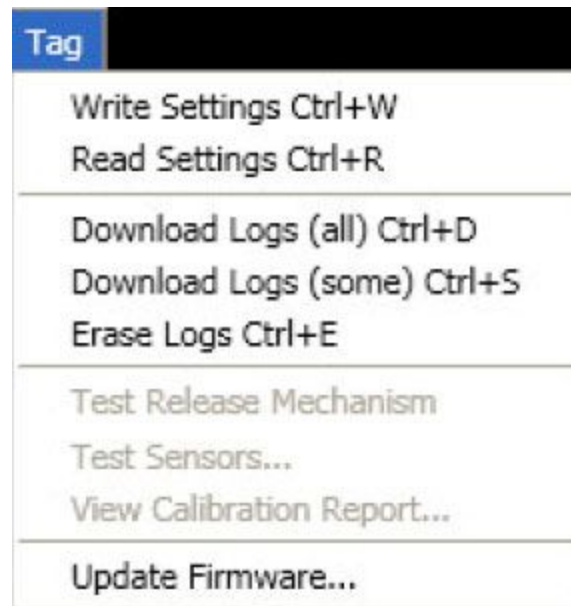 Tag
Write Settings Ctrl+W
Read Settings Ctrl+R
Download Logs (all) Ctrl+D
Download Logs (some) Ctrl+S
Erase Logs Ctrl+E
Test Release Mechanism
Test Sensors...
View Calibration Report...
Update Firmware...